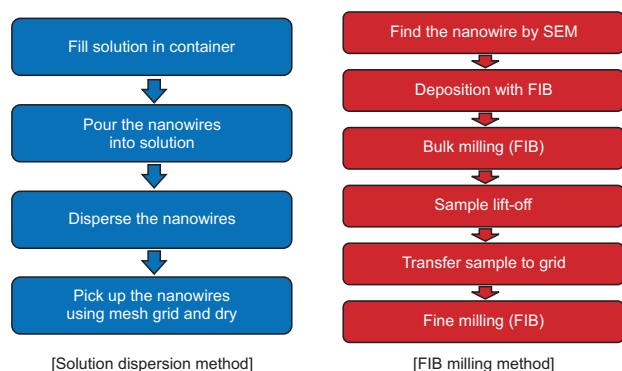 Fill solution in container
Pour the nanowires
into solution
Disperse the nanowires
Pick up the nanowires
using mesh grid and dry
[Solution dispersion method]
Find the nanowire by SEM
Deposition with FIB
Bulk milling (FIB)
Sample lift-off
Transfer sample to grid
Fine milling (FIB)
[FIB milling method]